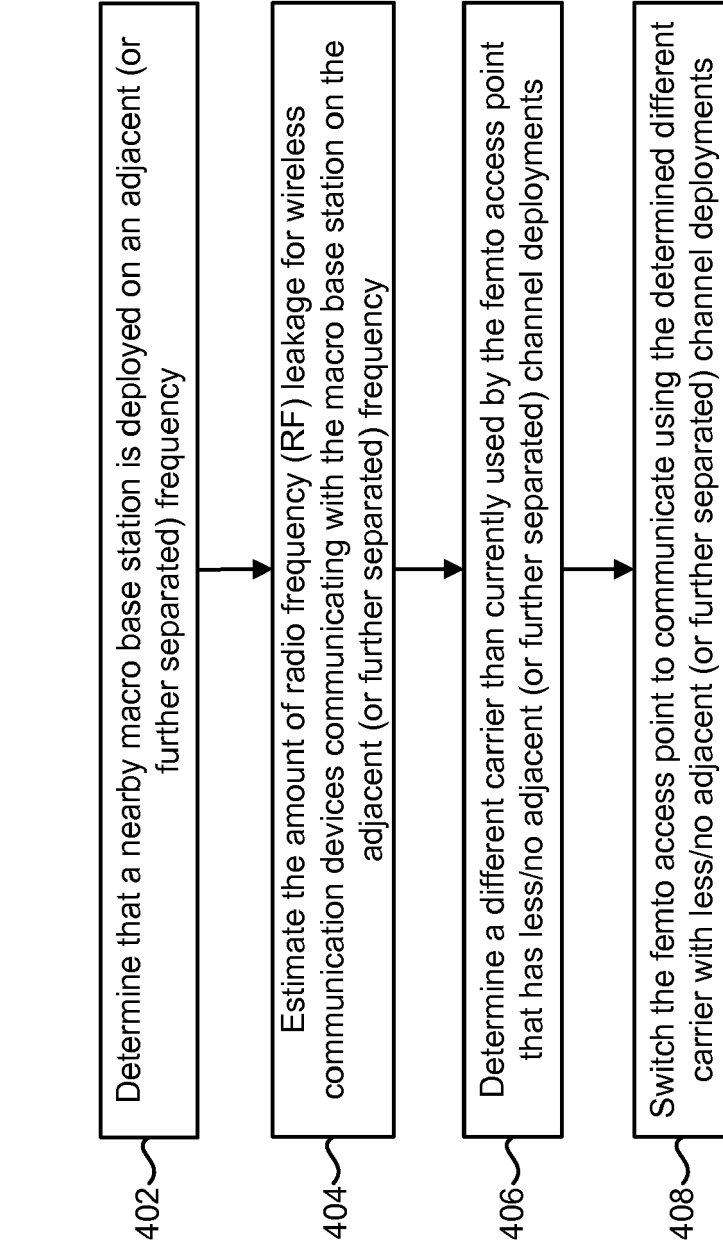 402
Determine that a nearby macro base station is deployed on an adjacent (or
further separated) frequency
404
Estimate the amount of radio frequency (RF) leakage for wireless
communication devices communicating with the macro base station on the
adjacent (or further separated) frequency
406
Determine a different carrier than currently used by the femto access point
that has less/no adjacent (or further separated) channel deployments
408
Switch the femto access point to communicate using the determined different
carrier with less/no adjacent (or further separated) channel deployments